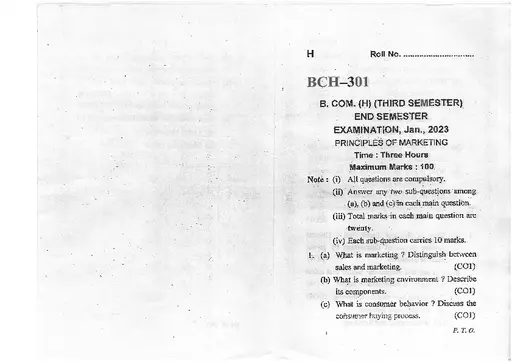 H Roll No. ..............................
BCH–301
B. COM. (H) (THIRD SEMESTER)
END SEMESTER
EXAMINATION, Jan., 2023
PRINCIPLES OF MARKETING
Time : Three Hours
Maximum Marks : 100
Note : (i) All questions are compulsory.
(ii) Answer any two sub-questions among
(a), (b) and (c) in each main question.
(iii) Total marks in each main question are
twenty.
(iv) Each sub-question carries 10 marks.
1. (a) What is marketing ? Distinguish between
sales and marketing. (CO1)
(b) What is marketing environment ? Describe
its components. (CO1)
(c) What is consumer behavior ? Discuss the
consumer buying process. (CO1)
P. T. O.